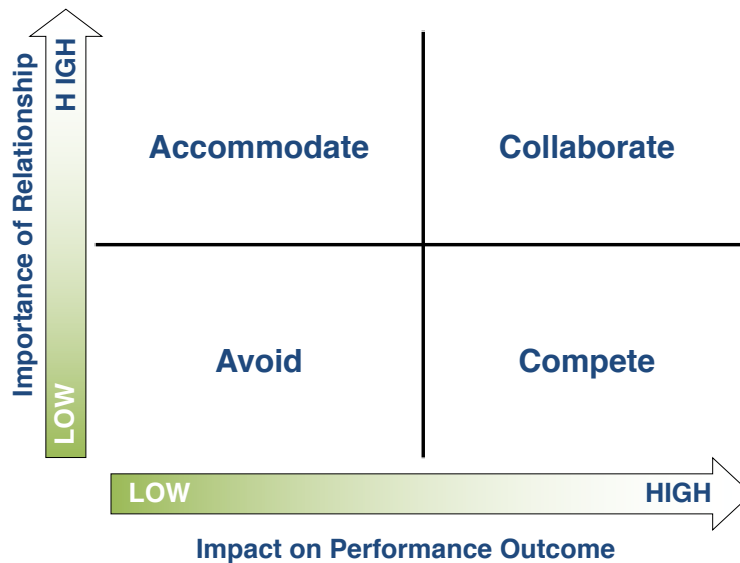 Importance of Relationship
H IGH
LOW
Accommodate
Collaborate
Avoid
Compete
LOW
HIGH
Impact on Performance Outcome